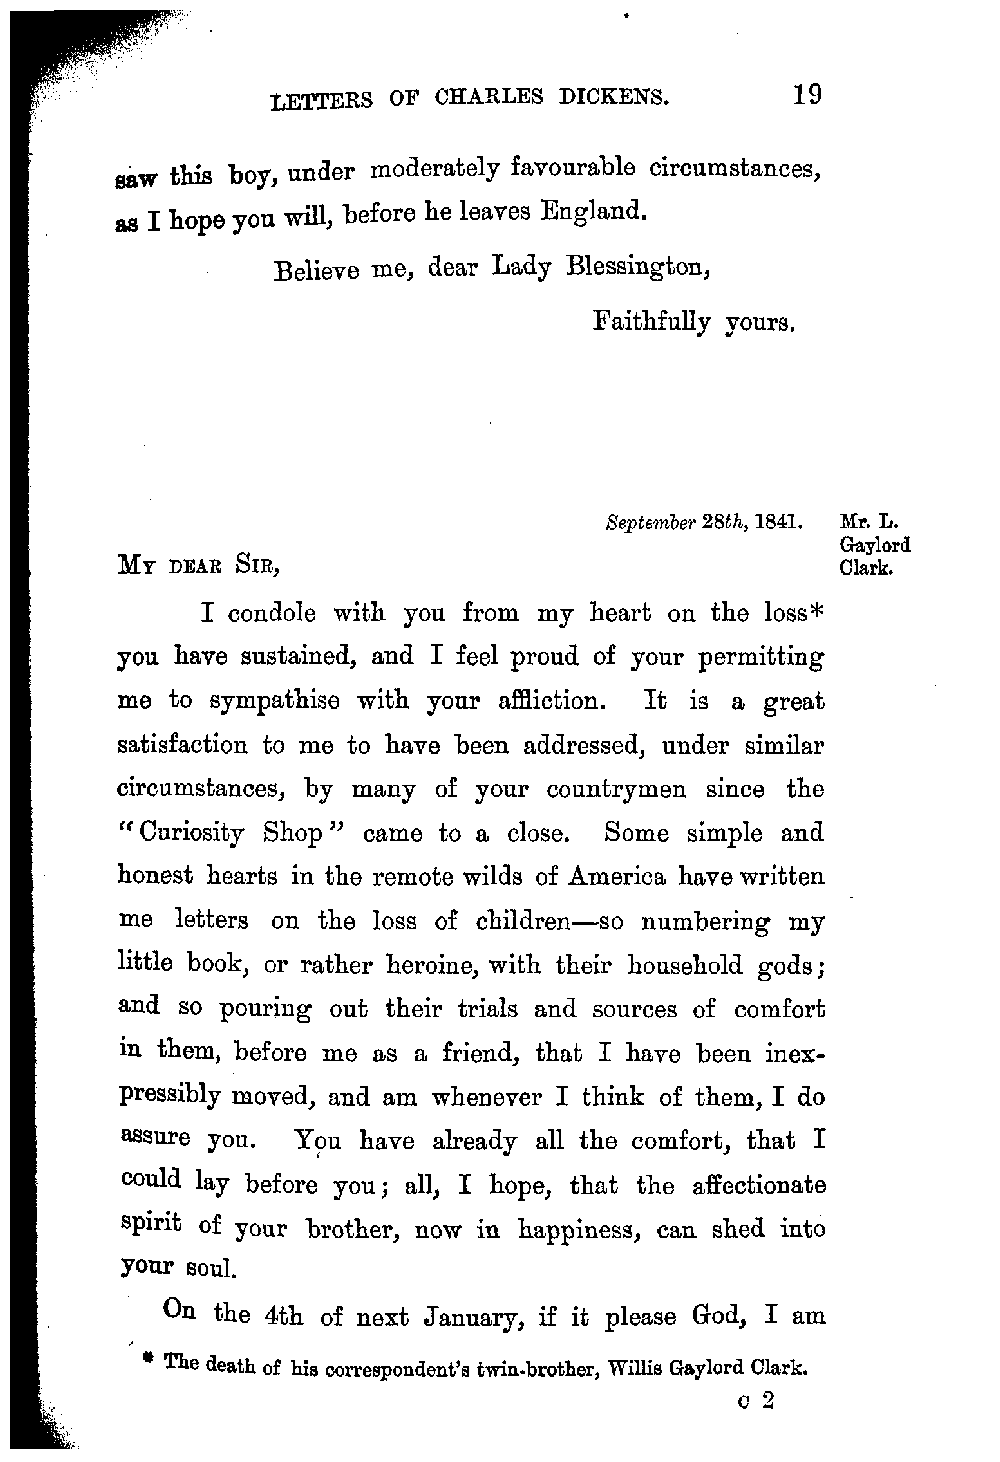 LETTERS OF CHARLES DICKENS. 19
saw this boy, under moderately favourable circumstances,
as I hope you will, before he leaves England.
Believe me, dear Lady Blessington,
Faithfully yours.
September 28th, 1841.
Mr. L.
Gaylord
Clark.
MY DEAR SIR,
I condole with you from my heart on the loss*
you have sustained, and I feel proud of your permitting
me to sympathise with your affliction. It is a great
satisfaction to me to have been addressed, under similar
circumstances, by many of your countrymen since the
“Curiosity Shop” came to a close. Some simple and
honest hearts in the remote wilds of America have written
me letters on the loss of children—so numbering my
little book, or rather heroine, with their household gods;
and so pouring out their trials and sources of comfort
in them, before me as a friend, that I have been inex-
pressibly moved, and am whenever I think of them, I do
assure you. You have already all the comfort, that I
could lay before you; all, I hope, that the affectionate
spirit of your brother, now in happiness, can shed into
your soul.
On the 4th of next January, if it please God, I am
* The death of his correspondent's twin-brother, Willis Gaylord Clark.
C 2